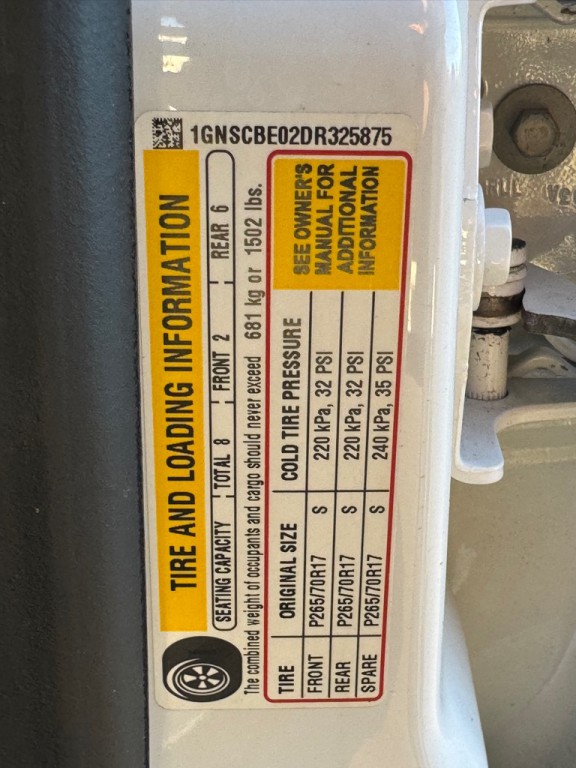 1GNSCBE02DR325875
TIRE AND LOADING INFORMATION
SEATING CAPACITY TOTAL 8 FRONT 2 REAR 6
The combined weight of occupants and cargo should never exceed 681 kg or 1502 lbs.
TIRE ORIGINAL SIZE COLD TIRE PRESSURE
FRONT P265/70R17 S 220 kPa, 32 PSI
REAR P265/70R17 S 220 kPa, 32 PSI
SPARE P265/70R17 S 240 kPa, 35 PSI
SEE OWNER'S
MANUAL FOR
ADDITIONAL
INFORMATION